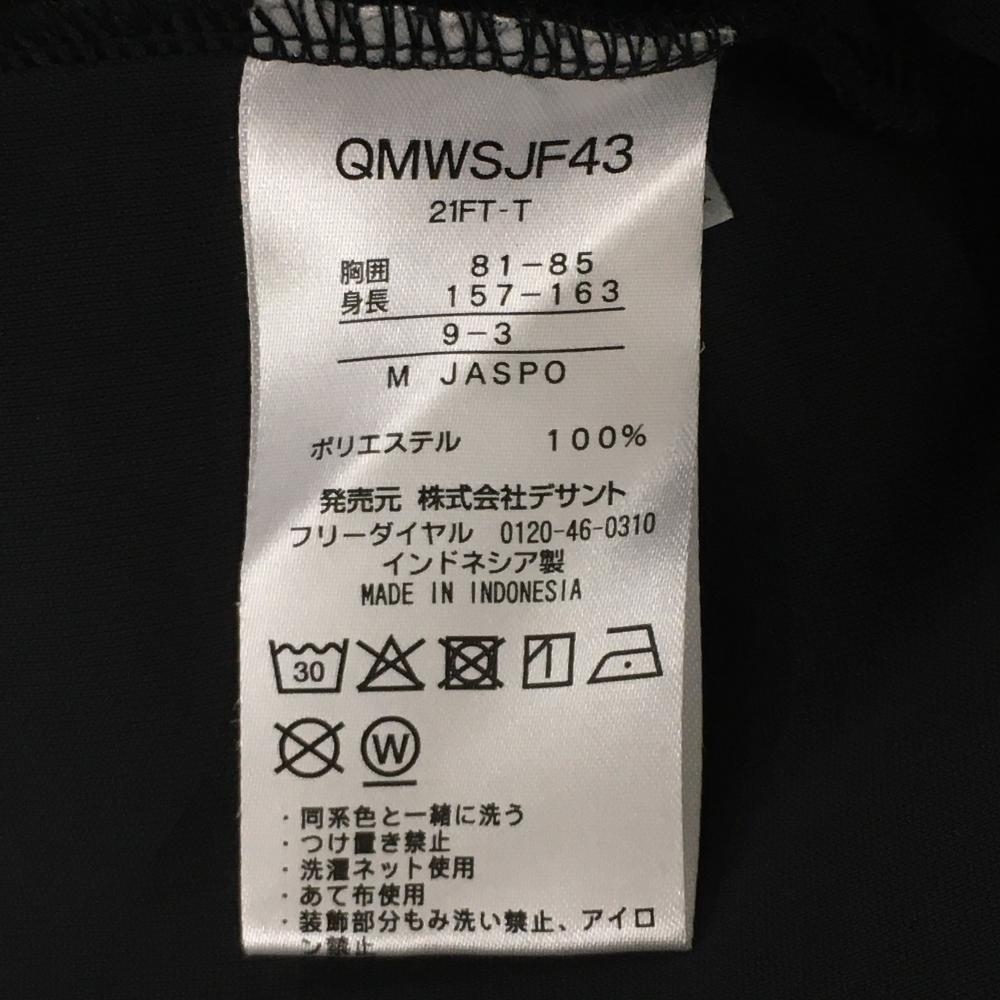 QMWSJF43
21FT-T
胸囲 81-85
身長 157-163
9-3
M JASPO
ポリエステル 100%
発売元 株式会社デサント
フリーダイヤル 0120-46-0310
インドネシア製
MADE IN INDONESIA
30
W
・同系色と一緒に洗う
・つけ置き禁止
・洗濯ネット使用
・あて布使用
・装飾部分もみ洗い禁止、アイロ
ン禁止